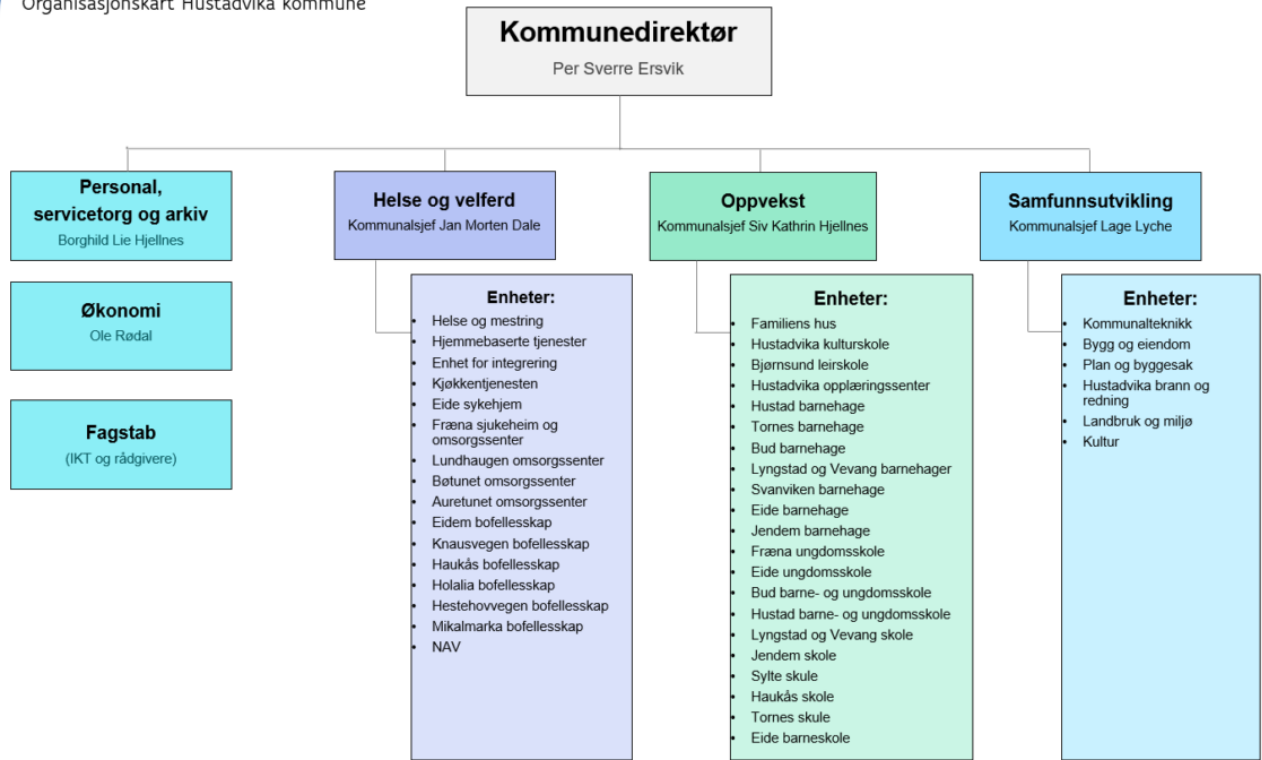 Organisasjonskart Hustadvika kommune
Kommunedirektør
Per Sverre Ersvik
Personal,
servicetorg og arkiv
Borghild Lie Hjellnes
Økonomi
Ole Rødal
Fagstab
(IKT og rådgivere)
Helse og velferd
Kommunalsjef Jan Morten Dale
Enheter:
• Helse og mestring
• Hjemmebaserte tjenester
• Enhet for integrering
• Kjøkkentjenesten
• Eide sykehjem
• Fræna sjukeheim og
omsorgssenter
• Lundhaugen omsorgssenter
• Bøtunet omsorgssenter
• Auretunet omsorgssenter
• Eidem bofellesskap
• Knausvegen bofellesskap
• Haukås bofellesskap
• Holalia bofellesskap
• Hestehovvegen bofellesskap
• Mikalmarka bofellesskap
• NAV
Oppvekst
Kommunalsjef Siv Kathrin Hjellnes
Enheter:
• Familiens hus
• Hustadvika kulturskole
• Bjørnsund leirskole
• Hustadvika opplæringssenter
• Hustad barnehage
• Tornes barnehage
• Bud barnehage
• Lyngstad og Vevang barnehager
• Svanviken barnehage
• Eide barnehage
• Jendem barnehage
• Fræna ungdomsskole
• Eide ungdomsskole
• Bud barne- og ungdomsskole
• Hustad barne- og ungdomsskole
• Lyngstad og Vevang skole
• Jendem skole
• Sylte skule
• Haukås skole
• Tornes skule
• Eide barneskole
Samfunnsutvikling
Kommunalsjef Lage Lyche
Enheter:
• Kommunalteknikk
• Bygg og eiendom
• Plan og byggesak
• Hustadvika brann og
redning
• Landbruk og miljø
• Kultur